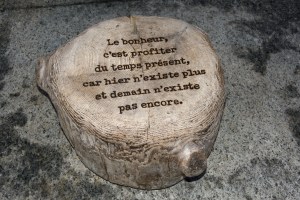 Le bonheur,
c'est profiter
du temps présent,
car hier n'existe plus
et demain n'existe
pas encore.